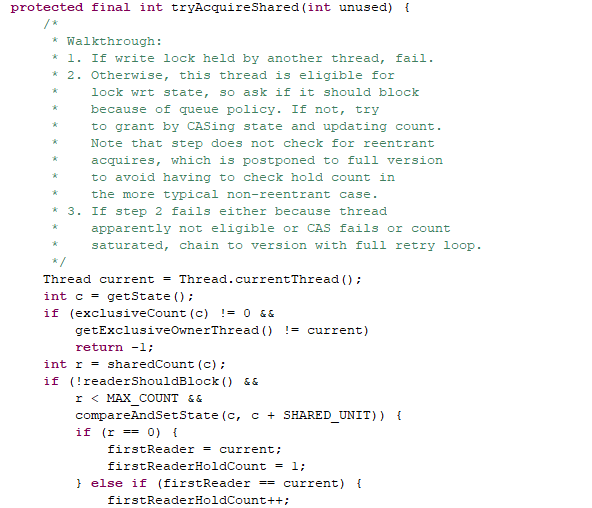 protected final int tryAcquireShared(int unused) {
    /*
     * Walkthrough:
     * 1. If write lock held by another thread, fail.
     * 2. Otherwise, this thread is eligible for
     *    lock wrt state, so ask if it should block
     *    because of queue policy. If not, try
     *    to grant by CASing state and updating count.
     *    Note that step does not check for reentrant
     *    acquires, which is postponed to full version
     *    to avoid having to check hold count in
     *    the more typical non-reentrant case.
     * 3. If step 2 fails either because thread
     *    apparently not eligible or CAS fails or count
     *    saturated, chain to version with full retry loop.
     */
    Thread current = Thread.currentThread();
    int c = getState();
    if (exclusiveCount(c) != 0 &&
        getExclusiveOwnerThread() != current)
        return -1;
    int r = sharedCount(c);
    if (!readerShouldBlock() &&
        r < MAX_COUNT &&
        compareAndSetState(c, c + SHARED_UNIT)) {
        if (r == 0) {
            firstReader = current;
            firstReaderHoldCount = 1;
        } else if (firstReader == current) {
            firstReaderHoldCount++;